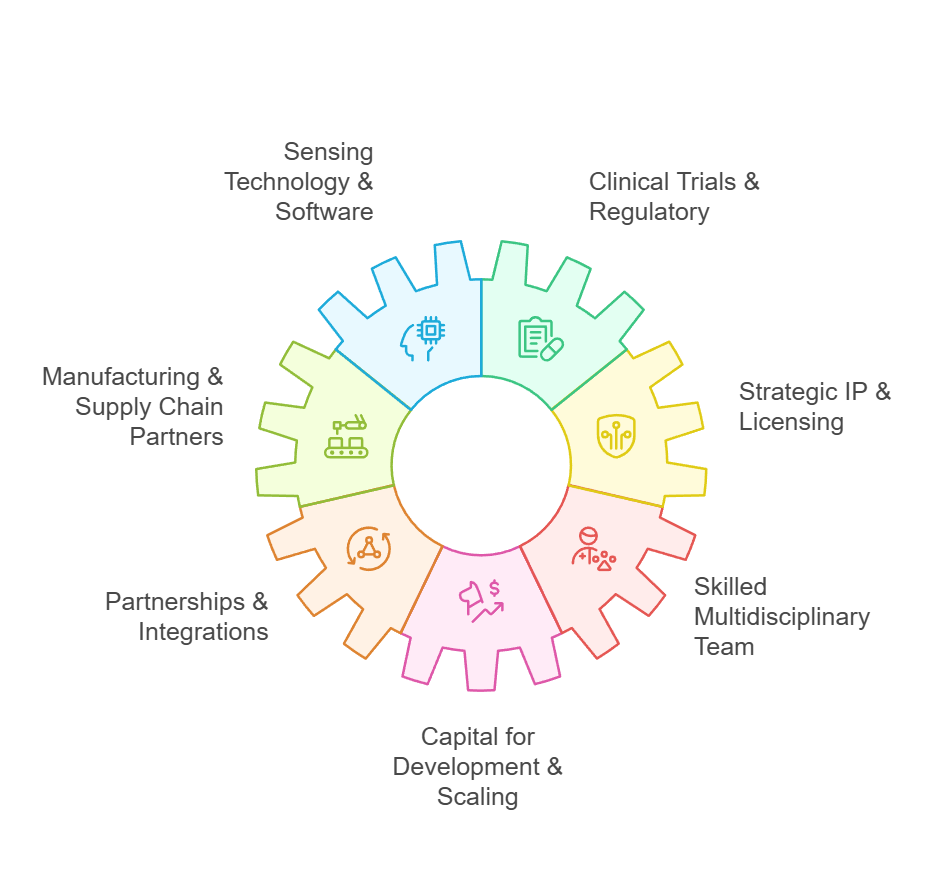 Sensing
Technology &
Software
Clinical Trials &
Regulatory
Manufacturing &
Supply Chain
Partners
Strategic IP &
Licensing
Partnerships &
Integrations
Skilled
Multidisciplinary
Team
Capital for
Development &
Scaling
$